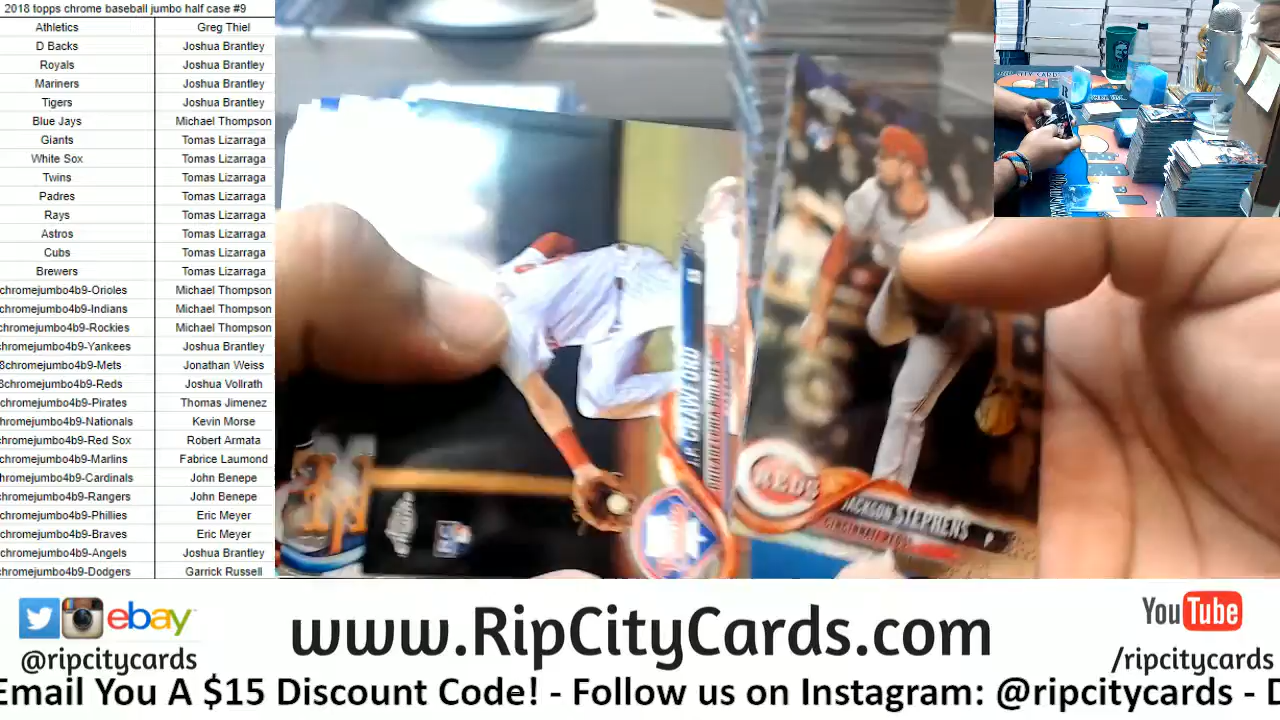 2018 topps chrome baseball jumbo half case #9
Athletics Greg Thiel
D Backs Joshua Brantley
Royals Joshua Brantley
Mariners Joshua Brantley
Tigers Joshua Brantley
Blue Jays Michael Thompson
Giants Tomas Lizarraga
White Sox Tomas Lizarraga
Twins Tomas Lizarraga
Padres Tomas Lizarraga
Rays Tomas Lizarraga
Astros Tomas Lizarraga
Cubs Tomas Lizarraga
Brewers Tomas Lizarraga
chromejumbo4b9-Orioles Michael Thompson
chromejumbo4b9-Indians Michael Thompson
chromejumbo4b9-Rockies Michael Thompson
chromejumbo4b9-Yankees Joshua Brantley
8chromejumbo4b9-Mets Jonathan Weiss
8chromejumbo4b9-Reds Joshua Vollrath
chromejumbo4b9-Pirates Thomas Jimenez
hromejumbo4b9-Nationals Kevin Morse
chromejumbo4b9-Red Sox Robert Armata
chromejumbo4b9-Marlins Fabrice Laumond
chromejumbo4b9-Cardinals John Benepe
chromejumbo4b9-Rangers John Benepe
chromejumbo4b9-Phillies Eric Meyer
chromejumbo4b9-Braves Eric Meyer
chromejumbo4b9-Angels Joshua Brantley
chromejumbo4b9-Dodgers Garrick Russell
J.P. CRAWFORD
PHILADELPHIA PHILLIES
REDS
JACKSON STEPHENS P
CINCINNATI REDS
ebay
@ripcitycards
www.RipCityCards.com
YouTube
/ripcitycards
Email You A $15 Discount Code! - Follow us on Instagram: @ripcitycards - D